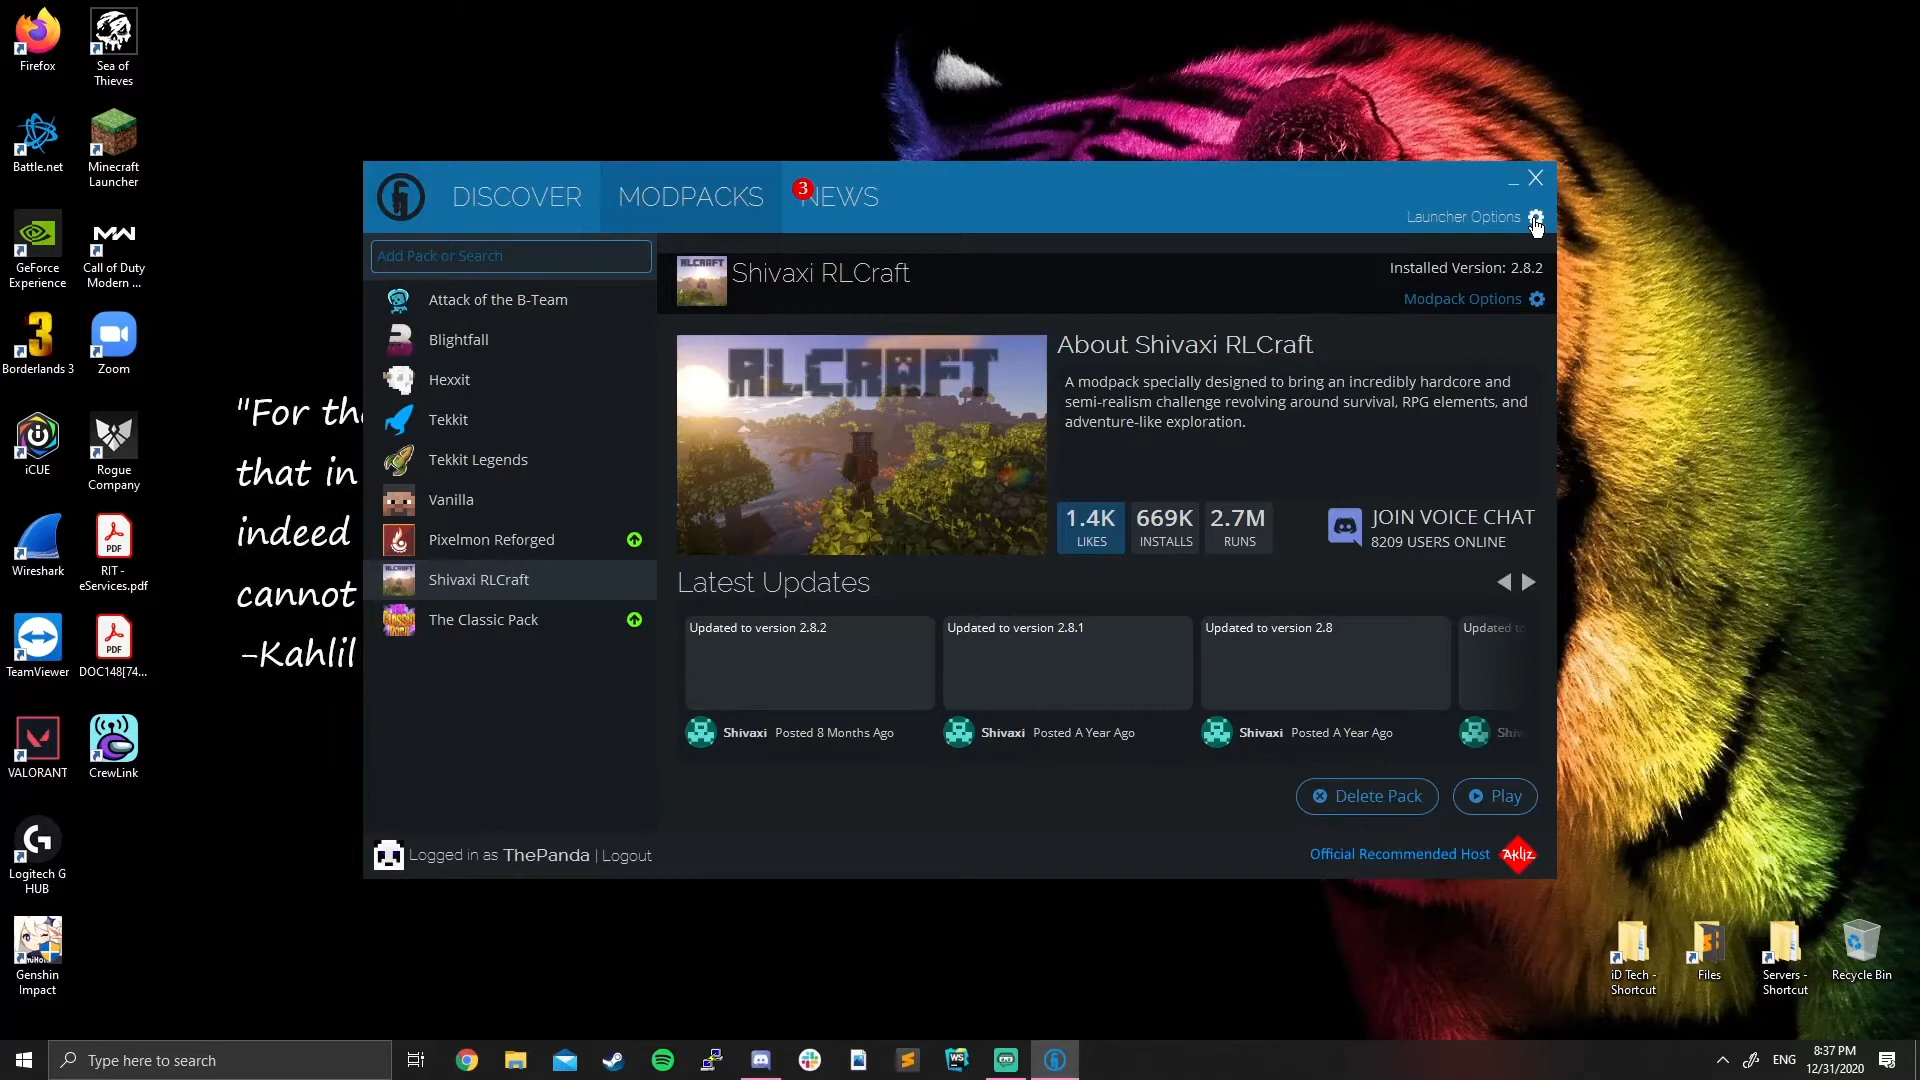 Firefox
Sea of
Thieves
Battle.net
Minecraft
Launcher
GeForce
Experience
Call of Duty
Modern ...
Borderlands 3
Zoom
iCUE
Rogue
Company
Wireshark
RIT -
eServices.pdf
TeamViewer
DOC148[74...
VALORANT
CrewLink
Logitech G
HUB
Genshin
Impact
"For the
that in
indeed
cannot
-Kahlil
DISCOVER
MODPACKS
3
NEWS
Launcher Options
Add Pack or Search
Attack of the B-Team
Blightfall
Hexxit
Tekkit
Tekkit Legends
Vanilla
Pixelmon Reforged
Shivaxi RLCraft
The Classic Pack
RLCRAFT
Shivaxi RLCraft
Installed Version: 2.8.2
Modpack Options
RLCRAFT
About Shivaxi RLCraft
A modpack specially designed to bring an incredibly hardcore and
semi-realism challenge revolving around survival, RPG elements, and
adventure-like exploration.
1.4K
LIKES
669K
INSTALLS
2.7M
RUNS
JOIN VOICE CHAT
8209 USERS ONLINE
Latest Updates
Updated to version 2.8.2
Updated to version 2.8.1
Updated to version 2.8
Updated to
Shivaxi Posted 8 Months Ago
Shivaxi Posted A Year Ago
Shivaxi Posted A Year Ago
Delete Pack
Play
Logged in as ThePanda | Logout
Official Recommended Host
Akliz
iD Tech -
Shortcut
Files
Servers -
Shortcut
Recycle Bin
Type here to search
ENG
8:37 PM
12/31/2020